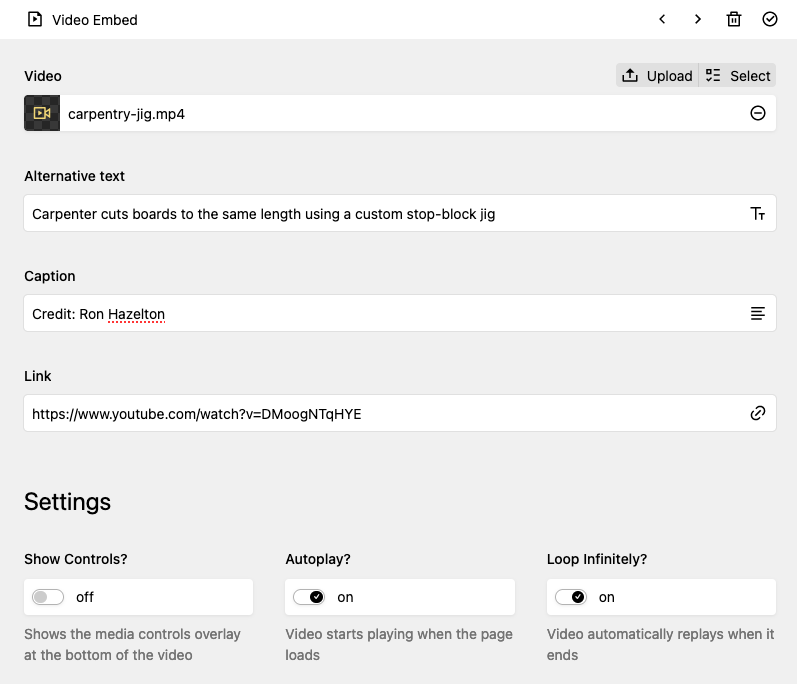 Video Embed
Video
Upload
Select
carpentry-jig.mp4
Alternative text
Carpenter cuts boards to the same length using a custom stop-block jig
Caption
Credit: Ron Hazelton
Link
https://www.youtube.com/watch?v=DMoogNTqHYE
Settings
Show Controls?
off
Shows the media controls overlay
at the bottom of the video
Autoplay?
on
Video starts playing when the page
loads
Loop Infinitely?
on
Video automatically replays when it
ends